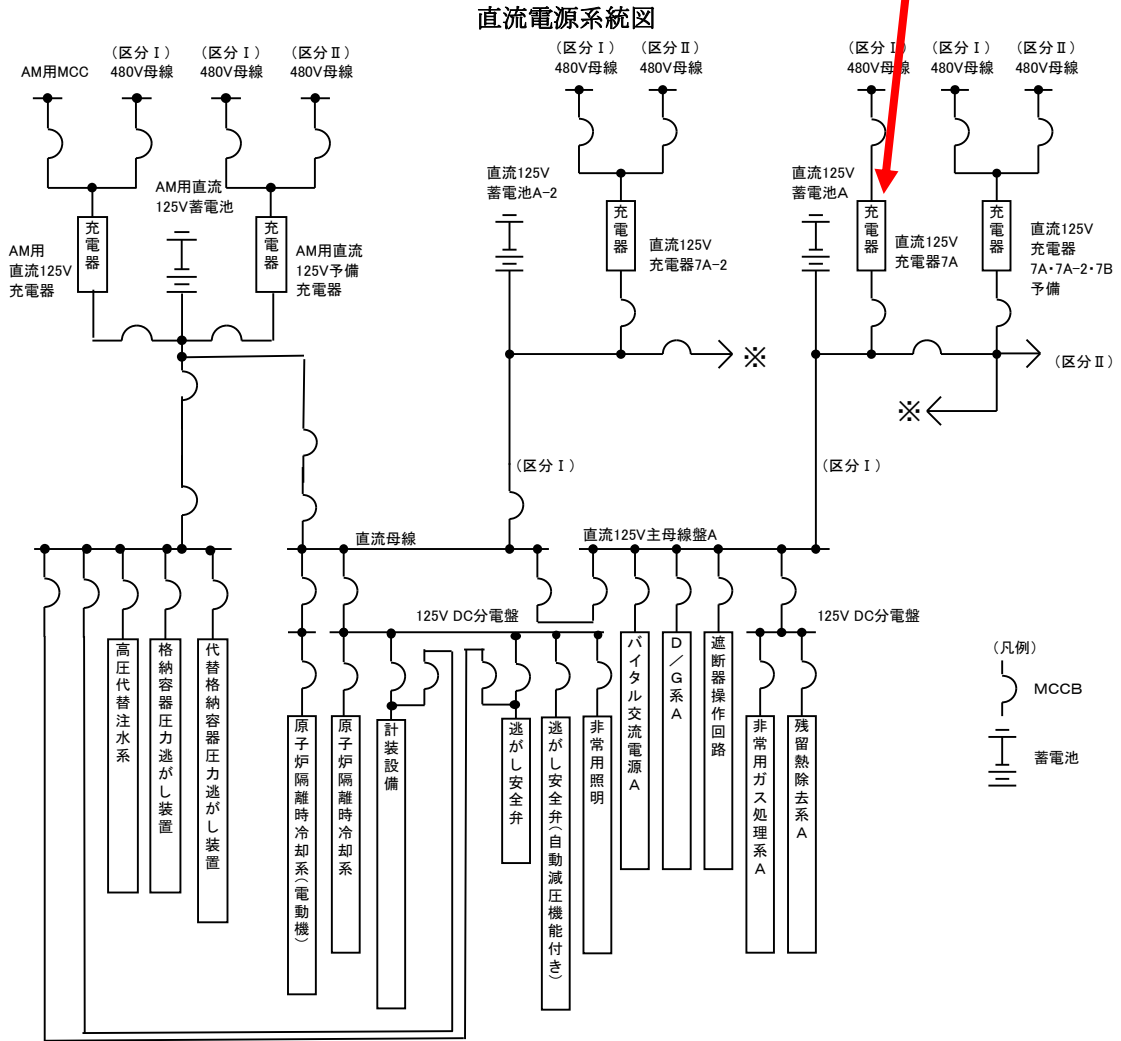 直流電源系統図
AM用MCC
(区分Ⅰ)
480V母線
(区分Ⅰ)
480V母線
(区分Ⅱ)
480V母線
(区分Ⅰ)
480V母線
(区分Ⅱ)
480V母線
(区分Ⅰ)
480V母線
(区分Ⅰ)
480V母線
(区分Ⅱ)
480V母線
充電器
AM用
直流125V
充電器
AM用直流
125V蓄電池
充電器
AM用直流
125V予備
充電器
直流125V
蓄電池A-2
充電器
直流125V
充電器7A-2
※
直流125V
蓄電池A
充電器
直流125V
充電器7A
充電器
直流125V
充電器
7A・7A-2・7B
予備
(区分Ⅱ)
※
(区分Ⅰ)
(区分Ⅰ)
直流母線
直流125V主母線盤A
125V DC分電盤
125V DC分電盤
高圧代替注水系
格納容器圧力逃がし装置
代替格納容器圧力逃がし装置
原子炉隔離時冷却系(電動機)
原子炉隔離時冷却系
計装設備
逃がし安全弁
逃がし安全弁(自動減圧機能付き)
非常用照明
バイタル交流電源A
D/G系A
遮断器操作回路
非常用ガス処理系A
残留熱除去系A
(凡例)
MCCB
蓄電池